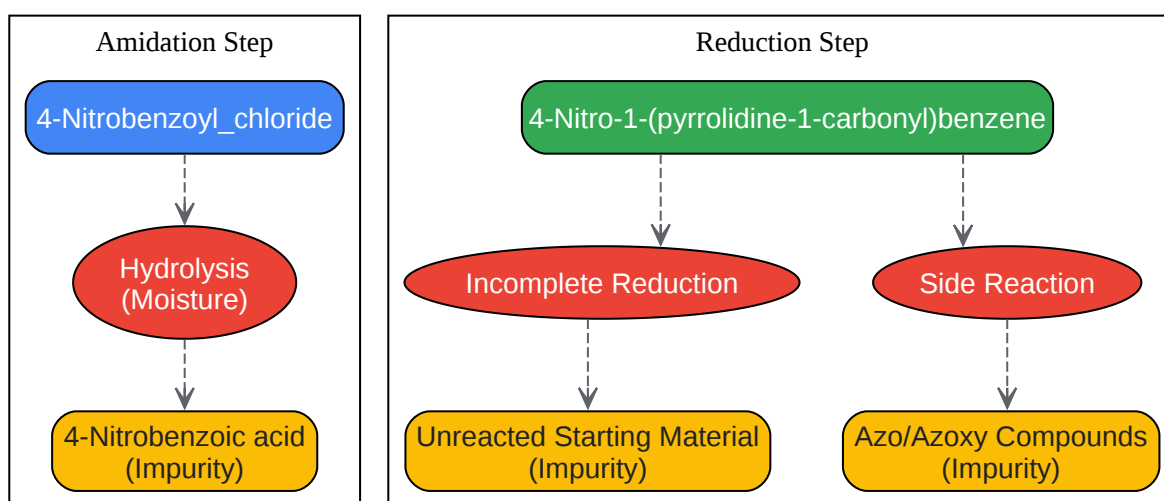 Amidation Step
4-Nitrobenzoyl_chloride
Hydrolysis
(Moisture)
4-Nitrobenzoic acid
(Impurity)
Reduction Step
4-Nitro-1-(pyrrolidine-1-carbonyl)benzene
Incomplete Reduction
Side Reaction
Unreacted Starting Material
(Impurity)
Azo/Azoxy Compounds
(Impurity)